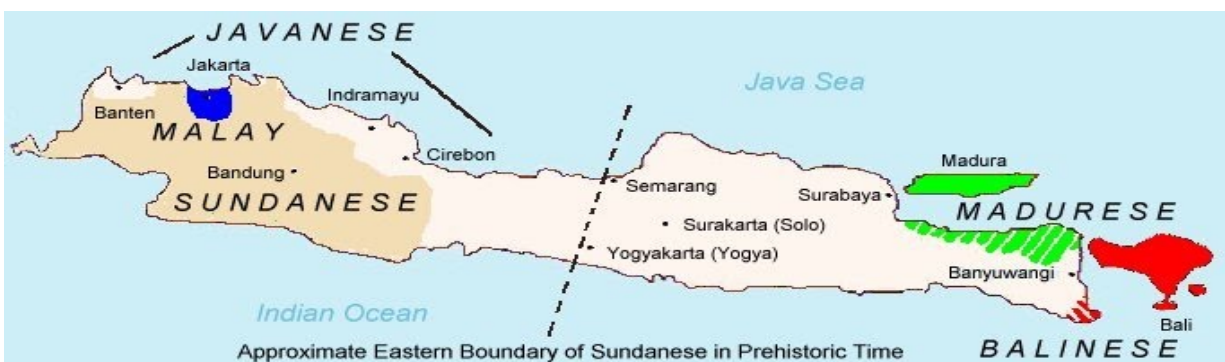 JAVANESE
Jakarta
Java Sea
Indramayu
Banten
MALAY
Cirebon
Madura
Bandung
Semarang
Surabaya
SUNDANESE
MADURESE
Surakarta (Solo)
Yogyakarta (Yogya)
Banyuwangi
Indian Ocean
Bali
Approximate Eastern Boundary of Sundanese in Prehistoric Time
BALINESE